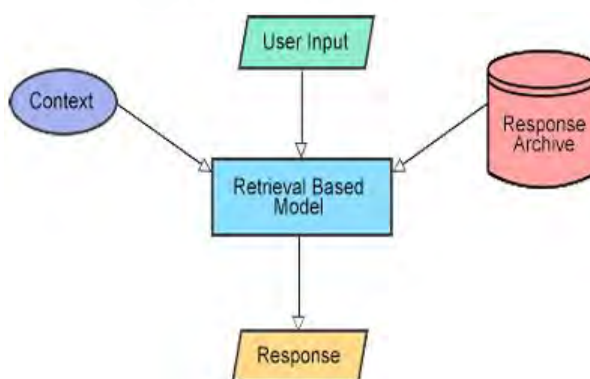 User Input
Context
Response
Archive
Retrieval Based
Model
Response